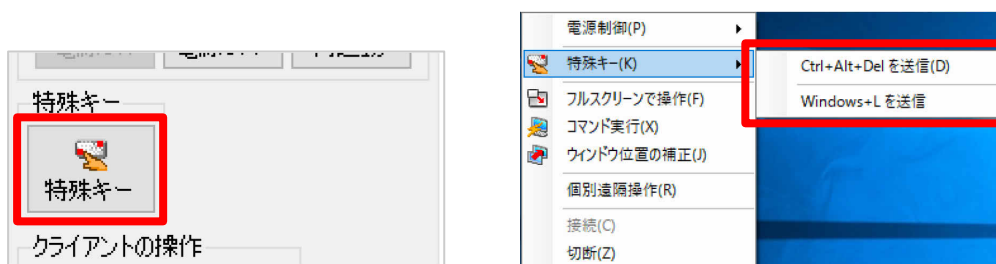 特殊キー
特殊キー
クライアントの操作
電源制御(P)
特殊キー(K)
Ctrl+Alt+Del を送信(D)
Windows+L を送信
フルスクリーンで操作(F)
コマンド実行(X)
ウィンドウ位置の補正(J)
個別遠隔操作(R)
接続(C)
切断(Z)